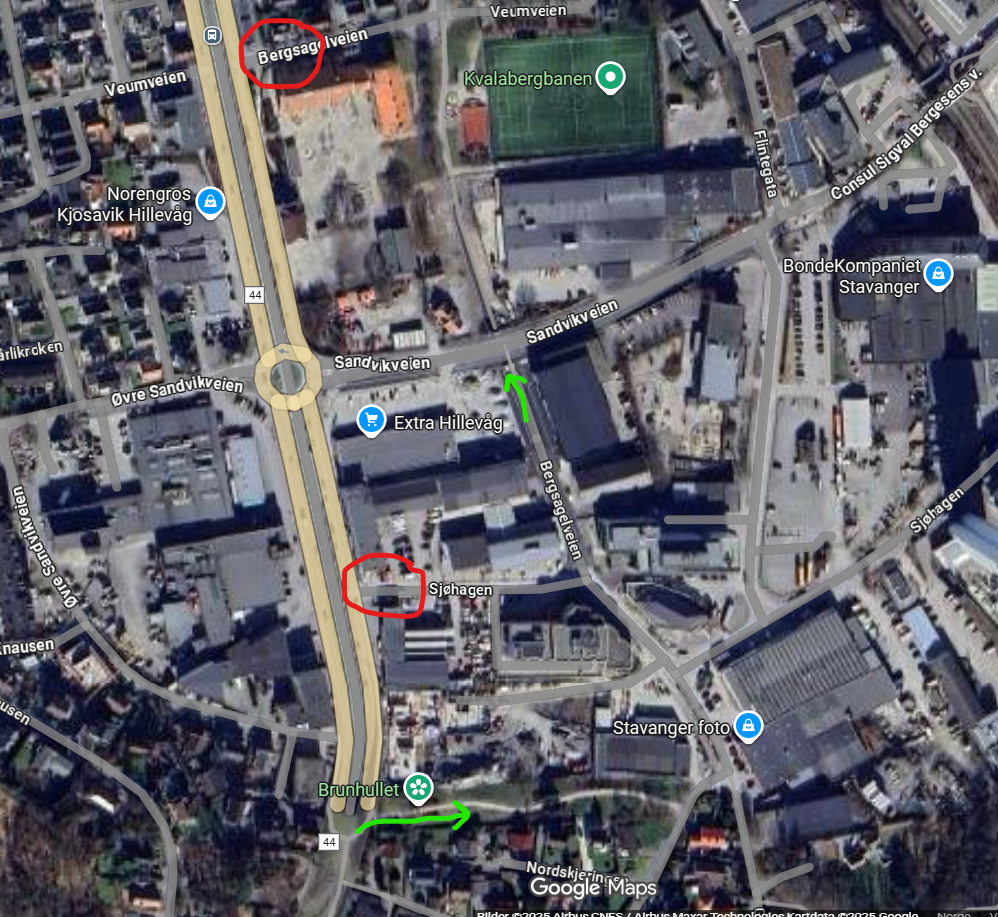 Veumveien
Bergsagelveien
Kvalabergbanen
Veumveien
Flintegata
Consul Sigval Bergesens v.
Norengros
Kjosavik Hillevåg
BondeKompaniet
Stavanger
44
Sandvikveien
Sandvikveien
Øvre Sandvikveien
Extra Hillevåg
Bergsagelveien
Øvre Sandvikveien
Sjøhagen
Sjøhagen
Stavanger foto
Brunhullet
44
Google Maps
Norge